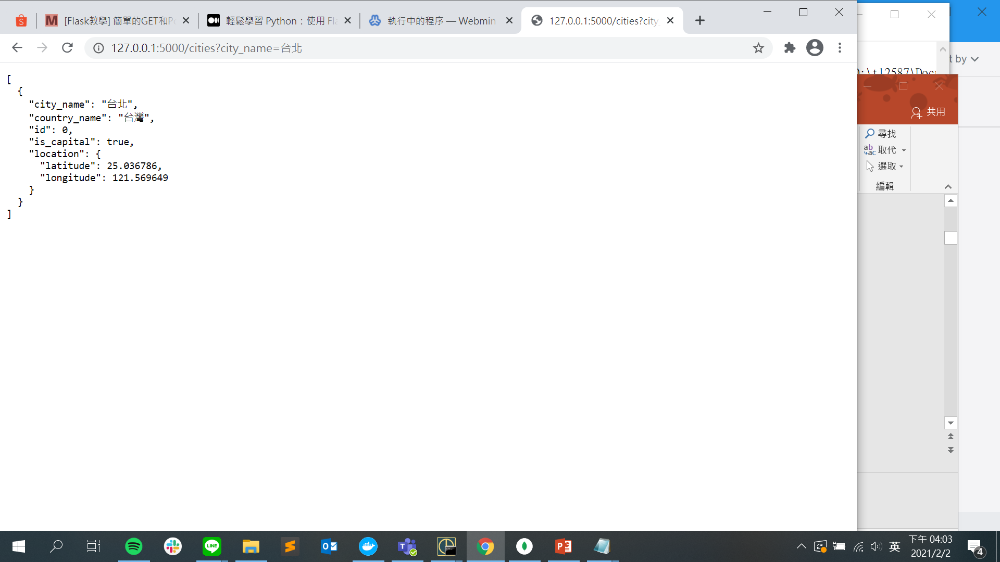 [Flask教學] 簡單的GET和Po
輕鬆學習 Python：使用 Fla
執行中的程序 — Webmin
127.0.0.1:5000/cities?city_
127.0.0.1:5000/cities?city_name=台北
[
{
"city_name": "台北",
"country_name": "台灣",
"id": 0,
"is_capital": true,
"location": {
"latitude": 25.036786,
"longitude": 121.569649
}
}
]
t by
:\t12587\Doc
共用
尋找
取代
選取
編輯
英
下午 04:03
2021/2/2
4